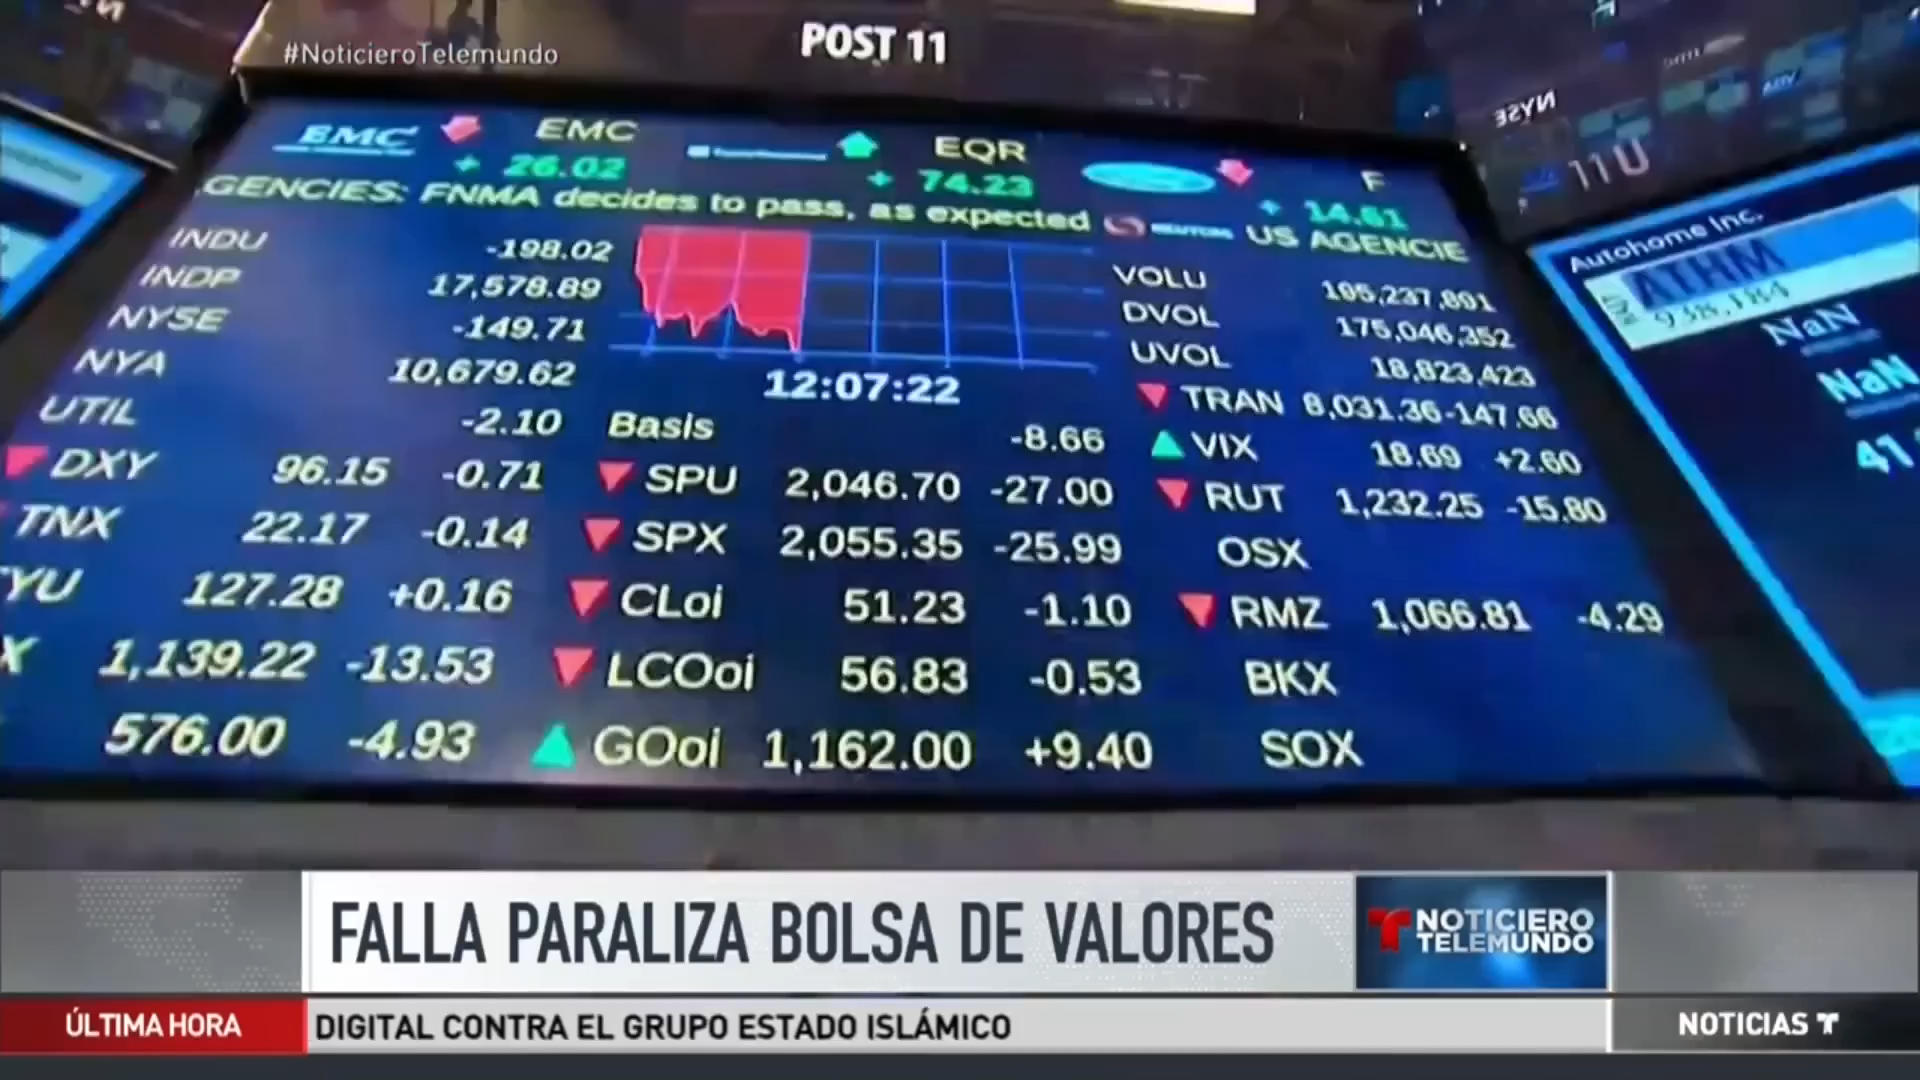 #NoticieroTelemundo
POST 11
NYSE
EMC EMC EQR F
+ 26.02 + 74.23 + 14.61
GENCIES: FNMA decides to pass, as expected REUTERS US AGENCIE
INDU -198.02
INDP 17,578.89
NYSE -149.71
NYA 10,679.62
UTIL -2.10
DXY 96.15 -0.71
TNX 22.17 -0.14
YU 127.28 +0.16
X 1,139.22 -13.53
576.00 -4.93
12:07:22
Basis -8.66
SPU 2,046.70 -27.00
SPX 2,055.35 -25.99
CLoi 51.23 -1.10
LCOoi 56.83 -0.53
GOoi 1,162.00 +9.40
VOLU
DVOL 175,046,352
UVOL 18,823,423
TRAN 8,031.36 -147.66
VIX 18.69 +2.60
RUT 1,232.25 -15.80
OSX
RMZ 1,066.81 -4.29
BKX
SOX
Autohome Inc.
ATHM
NaN
NaN
41
FALLA PARALIZA BOLSA DE VALORES
NOTICIERO
TELEMUNDO
ÚLTIMA HORA DIGITAL CONTRA EL GRUPO ESTADO ISLÁMICO
NOTICIAS T